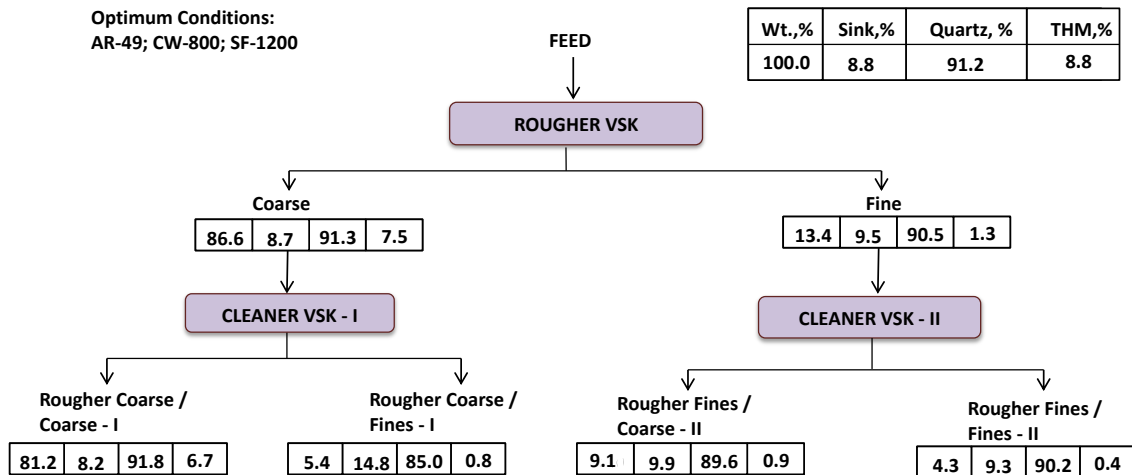 Optimum Conditions:
AR-49; CW-800; SF-1200
FEED
Wt.,% Sink,% Quartz, % THM,%
100.0 8.8 91.2 8.8
ROUGHER VSK
Coarse
86.6 8.7 91.3 7.5
Fine
13.4 9.5 90.5 1.3
CLEANER VSK - I
CLEANER VSK - II
Rougher Coarse /
Coarse - I
81.2 8.2 91.8 6.7
Rougher Coarse /
Fines - I
5.4 14.8 85.0 0.8
Rougher Fines /
Coarse - II
9.1 9.9 89.6 0.9
Rougher Fines /
Fines - II
4.3 9.3 90.2 0.4